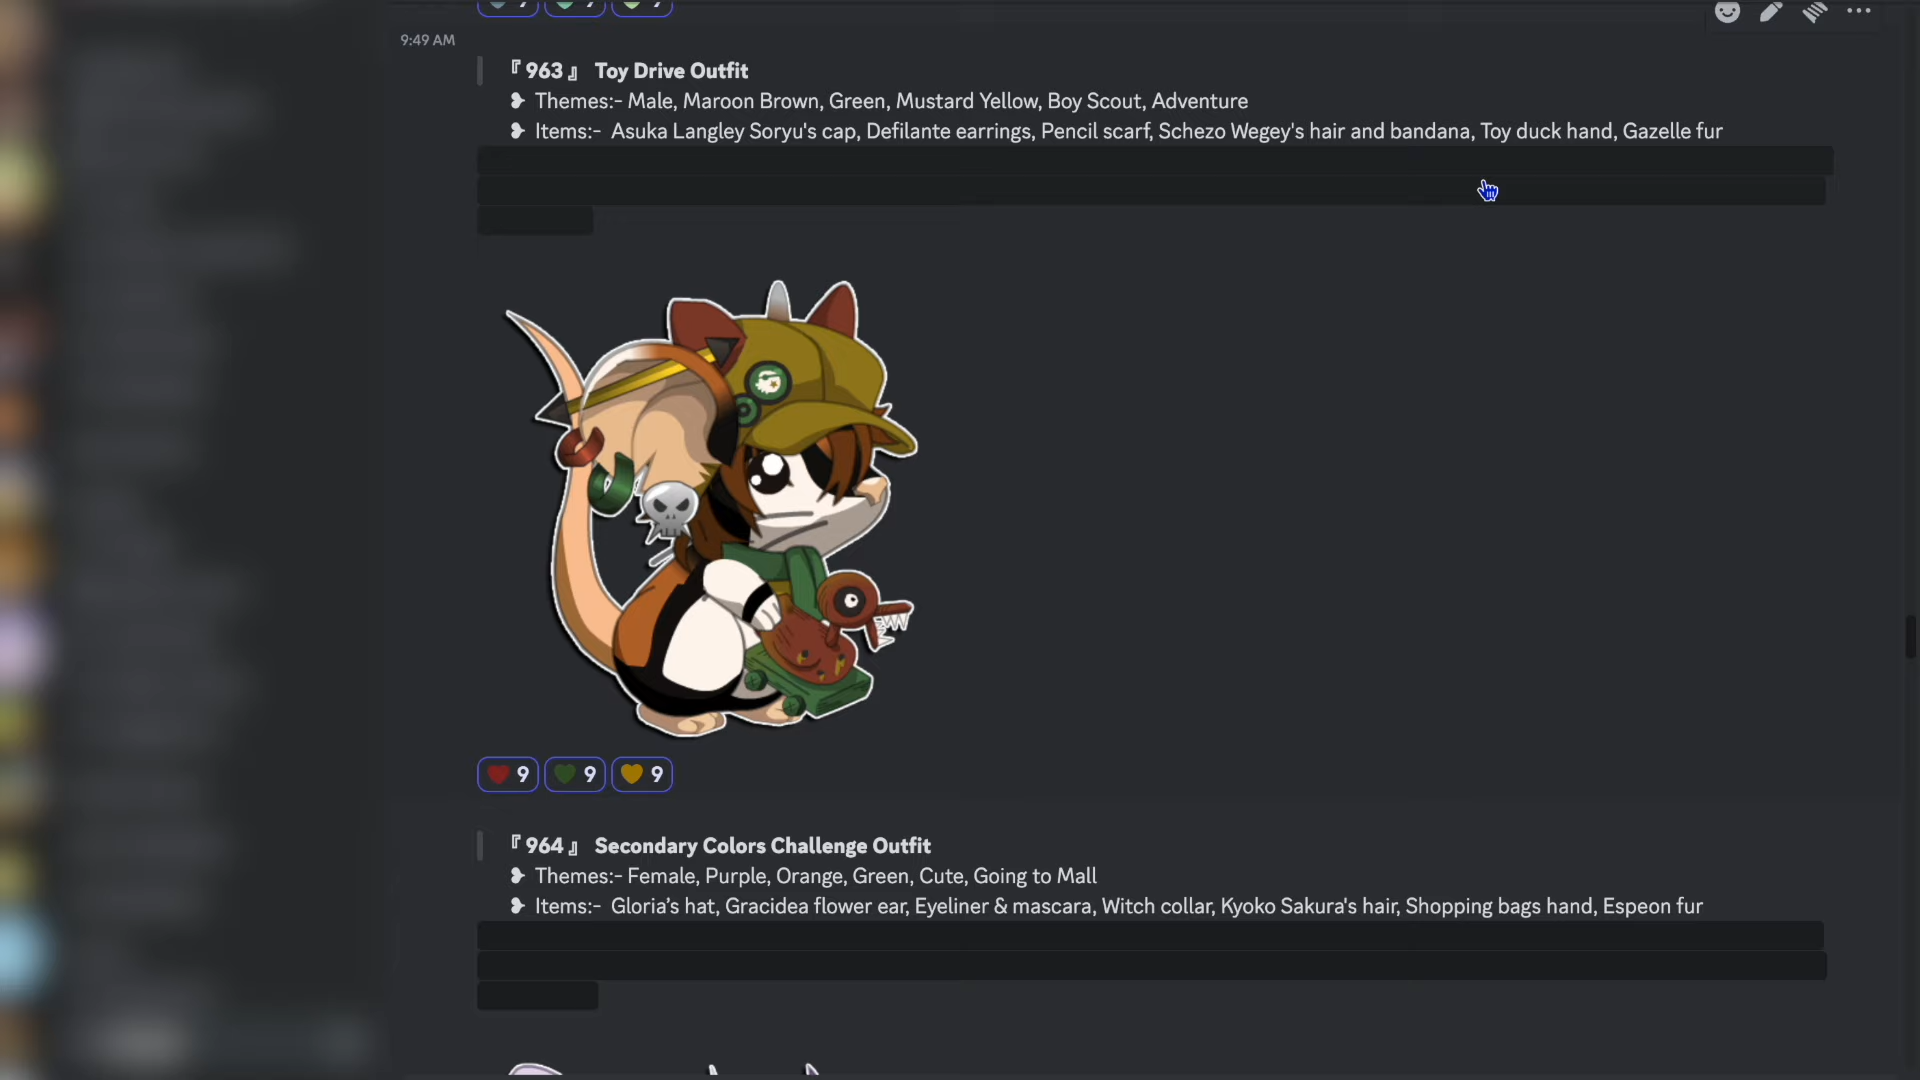 9:49 AM
『963』 Toy Drive Outfit
❥ Themes:- Male, Maroon Brown, Green, Mustard Yellow, Boy Scout, Adventure
❥ Items:- Asuka Langley Soryu's cap, Defilante earrings, Pencil scarf, Schezo Wegey's hair and bandana, Toy duck hand, Gazelle fur
9 9 9
『964』 Secondary Colors Challenge Outfit
❥ Themes:- Female, Purple, Orange, Green, Cute, Going to Mall
❥ Items:- Gloria’s hat, Gracidea flower ear, Eyeliner & mascara, Witch collar, Kyoko Sakura's hair, Shopping bags hand, Espeon fur